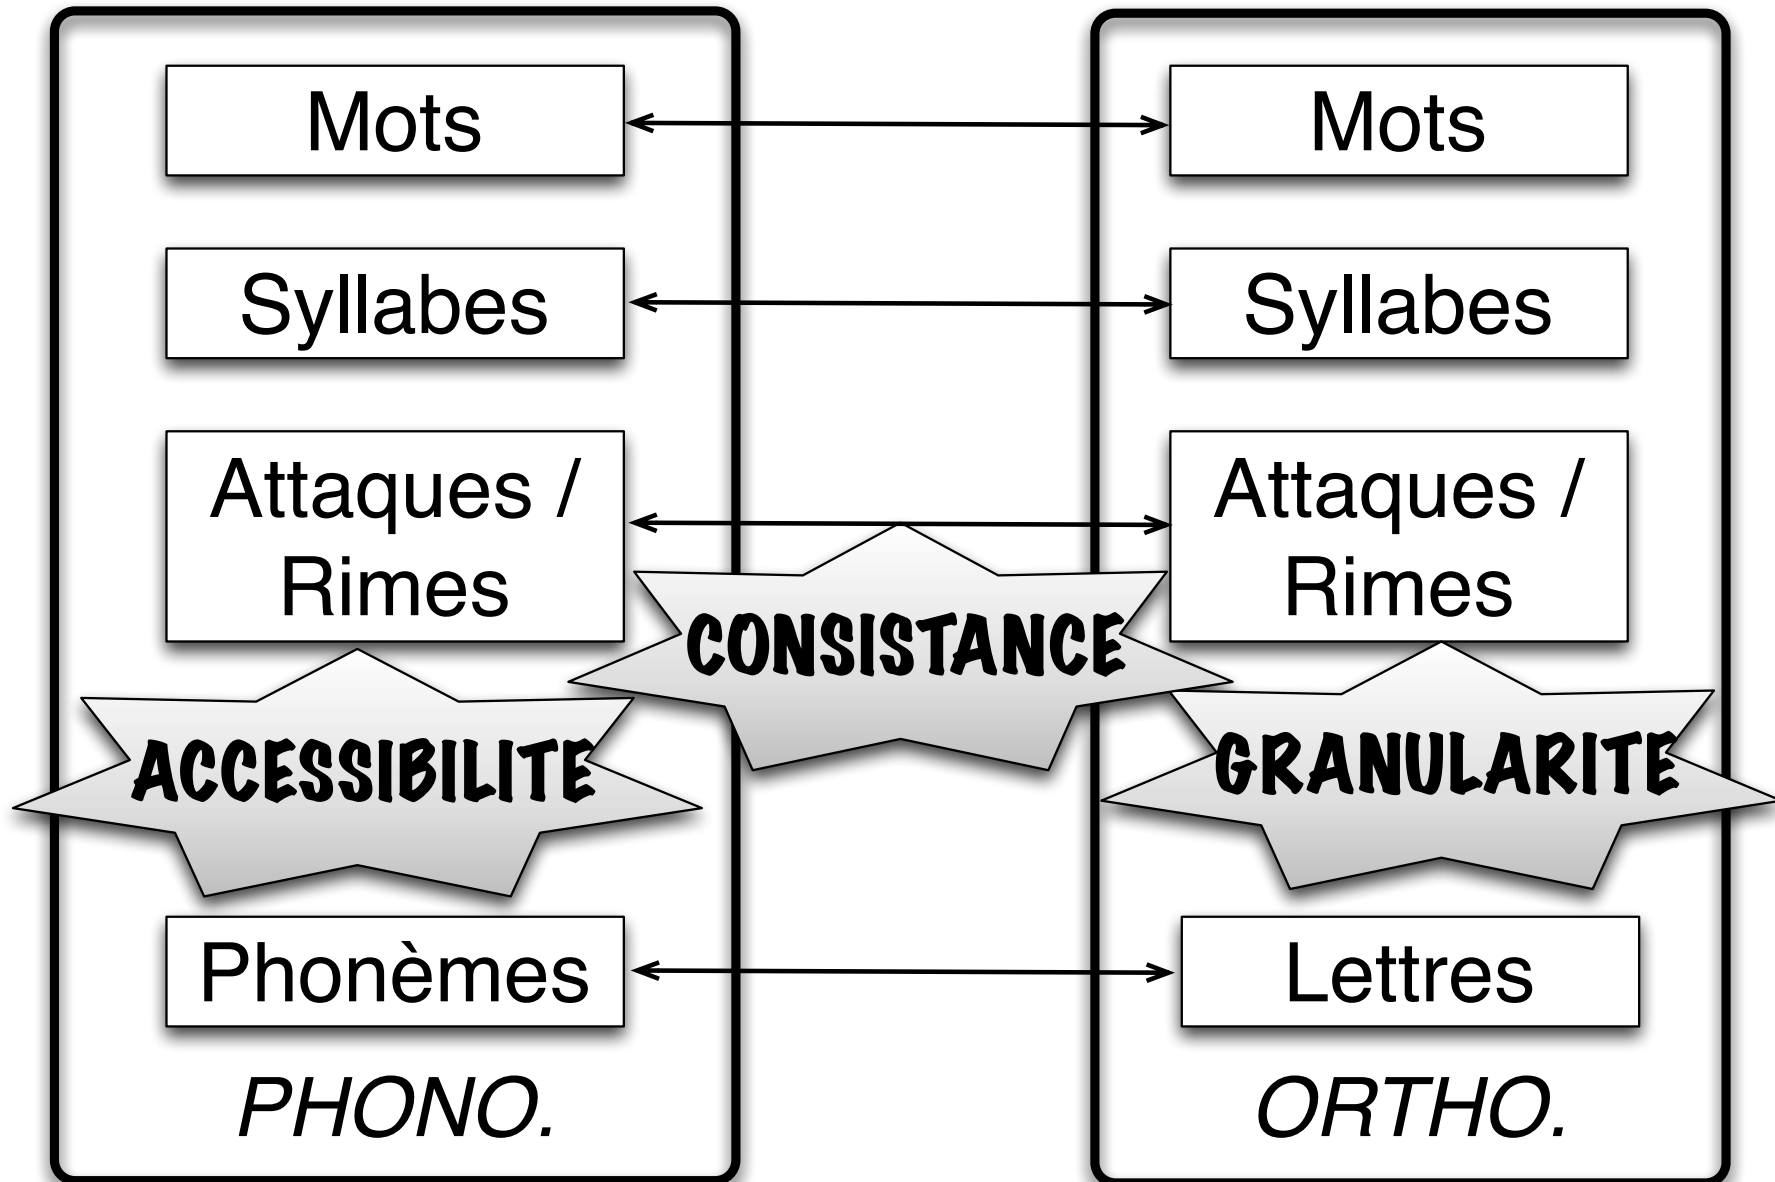 Mots
Mots
Syllabes
Syllabes
Attaques /
Rimes
Attaques /
Rimes
CONSISTANCE
ACCESSIBILITE
GRANULARITE
Phonèmes
Lettres
PHONO.
ORTHO.